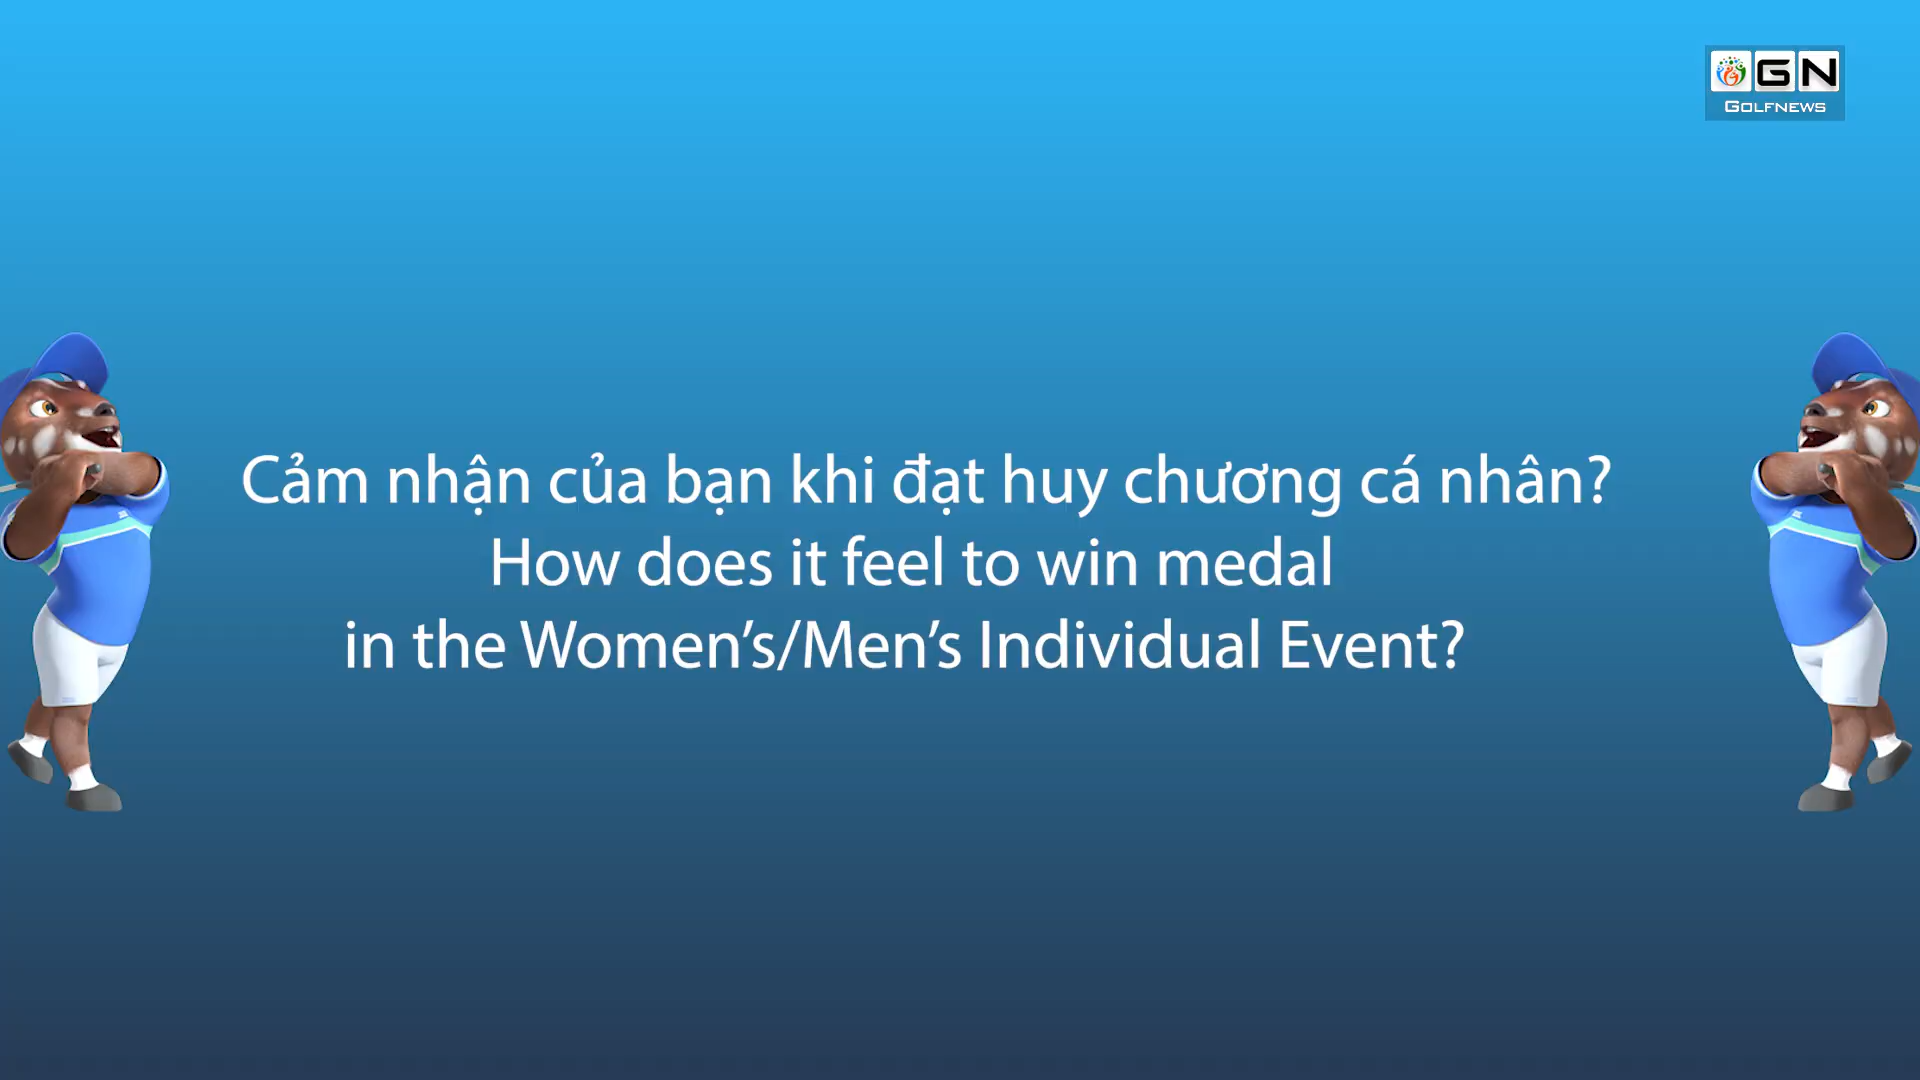 GN
GOLFNEWS
Cảm nhận của bạn khi đạt huy chương cá nhân?
How does it feel to win medal
in the Women’s/Men’s Individual Event?